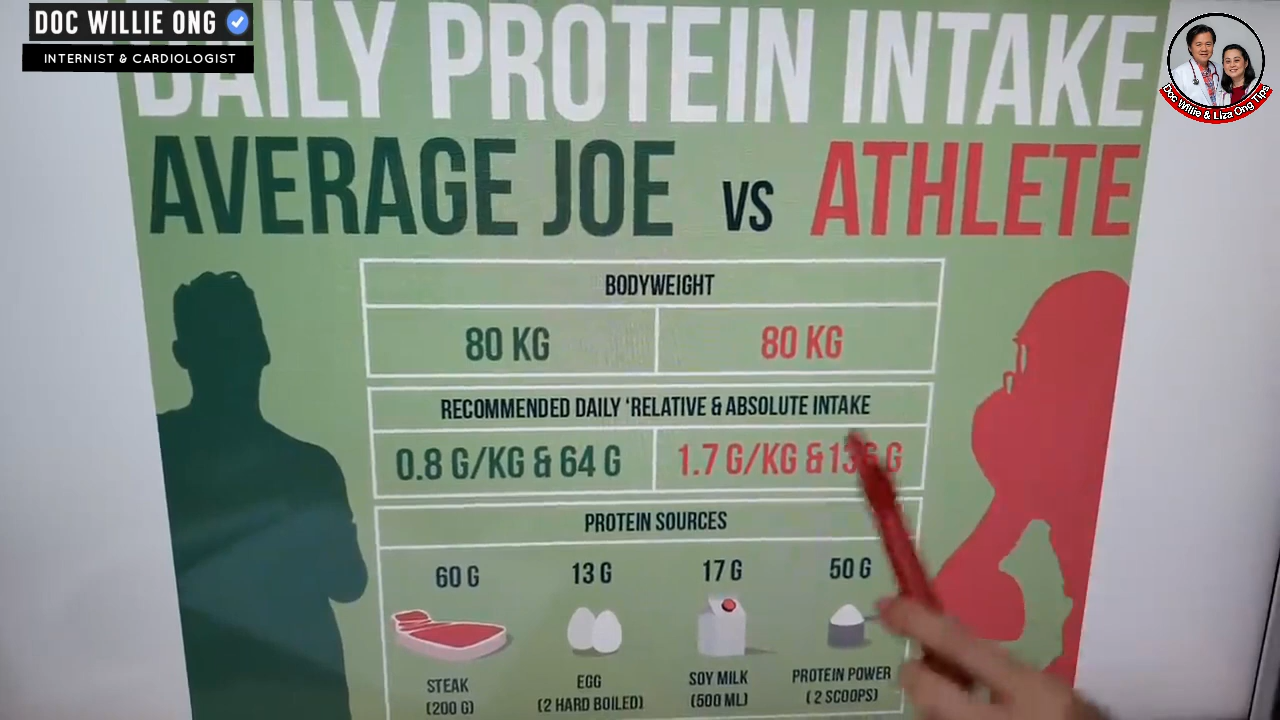 DOC WILLIE ONG
INTERNIST & CARDIOLOGIST
Doc Willie & Liza Ong Tips
DAILY PROTEIN INTAKE
AVERAGE JOE VS ATHLETE
BODYWEIGHT
80 KG 80 KG
RECOMMENDED DAILY 'RELATIVE & ABSOLUTE INTAKE
0.8 G/KG & 64 G 1.7 G/KG & 136 G
PROTEIN SOURCES
60 G 13 G 17 G 50 G
STEAK EGG SOY MILK PROTEIN POWER
(200 G) (2 HARD BOILED) (500 ML) (2 SCOOPS)